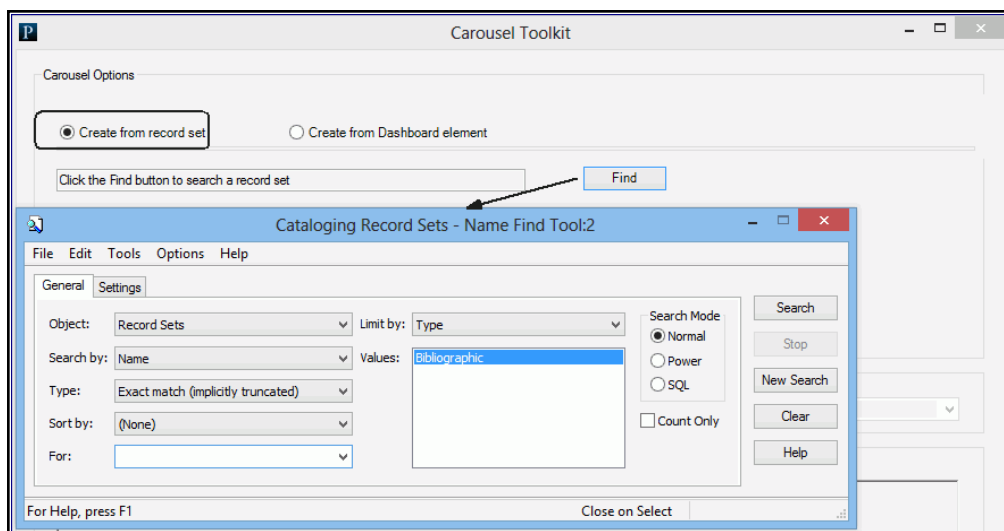 P
Carousel Toolkit
Carousel Options
Create from record set
Create from Dashboard element
Click the Find button to search a record set
Find
Cataloging Record Sets - Name Find Tool:2
File Edit Tools Options Help
General Settings
Object: Record Sets
Search by: Name
Type: Exact match (implicitly truncated)
Sort by: (None)
For:
Limit by: Type
Values: Bibliographic
Search Mode
Normal
Power
SQL
Count Only
Search
Stop
New Search
Clear
Help
For Help, press F1
Close on Select